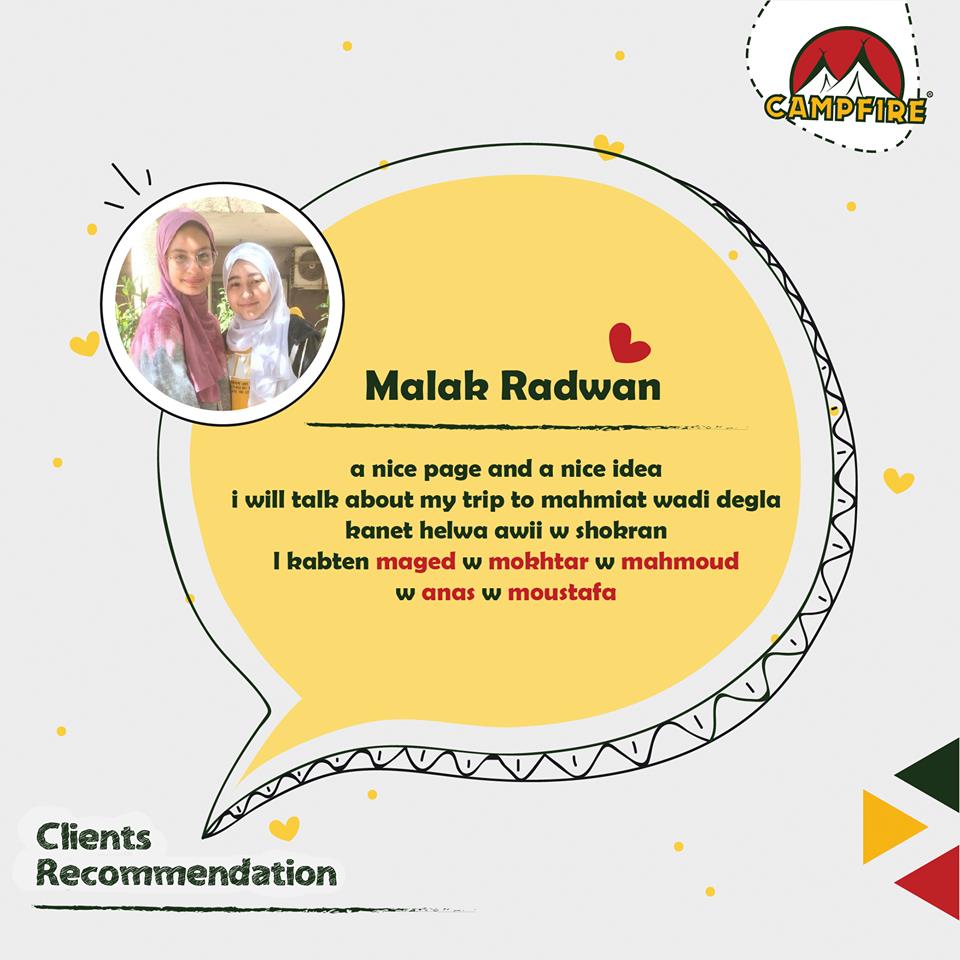 CAMPFIRE®
Malak Radwan
a nice page and a nice idea
i will talk about my trip to mahmiat wadi degla
kanet helwa awii w shokran
l kabten maged w mokhtar w mahmoud
w anas w moustafa
Clients
Recommendation